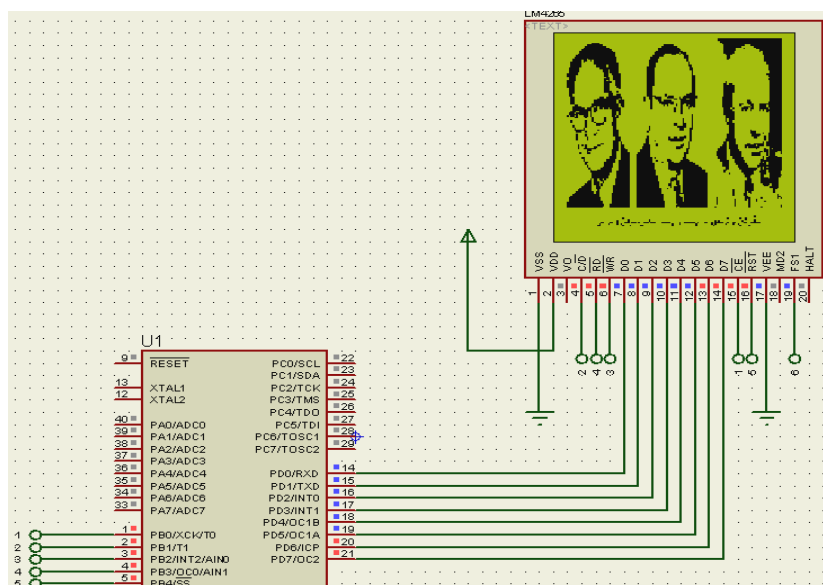 LM4265
<TEXT>
VSS
VDD
VO
C/D
RD
WR
D0
D1
D2
D3
D4
D5
D6
D7
CE
RST
VEE
MD2
FS1
HALT
1
2
3
4
5
6
7
8
9
10
11
12
13
14
15
16
17
18
19
20
2
4
3
1
5
6
U1
9 RESET
13 XTAL1
12 XTAL2
40 PA0/ADC0
39 PA1/ADC1
38 PA2/ADC2
37 PA3/ADC3
36 PA4/ADC4
35 PA5/ADC5
34 PA6/ADC6
33 PA7/ADC7
1 1 PB0/XCK/T0
2 2 PB1/T1
3 3 PB2/INT2/AIN0
4 4 PB3/OC0/AIN1
5 5 PB4/SS
PC0/SCL 22
PC1/SDA 23
PC2/TCK 24
PC3/TMS 25
PC4/TDO 26
PC5/TDI 27
PC6/TOSC1 28
PC7/TOSC2 29
PD0/RXD 14
PD1/TXD 15
PD2/INT0 16
PD3/INT1 17
PD4/OC1B 18
PD5/OC1A 19
PD6/ICP 20
PD7/OC2 21